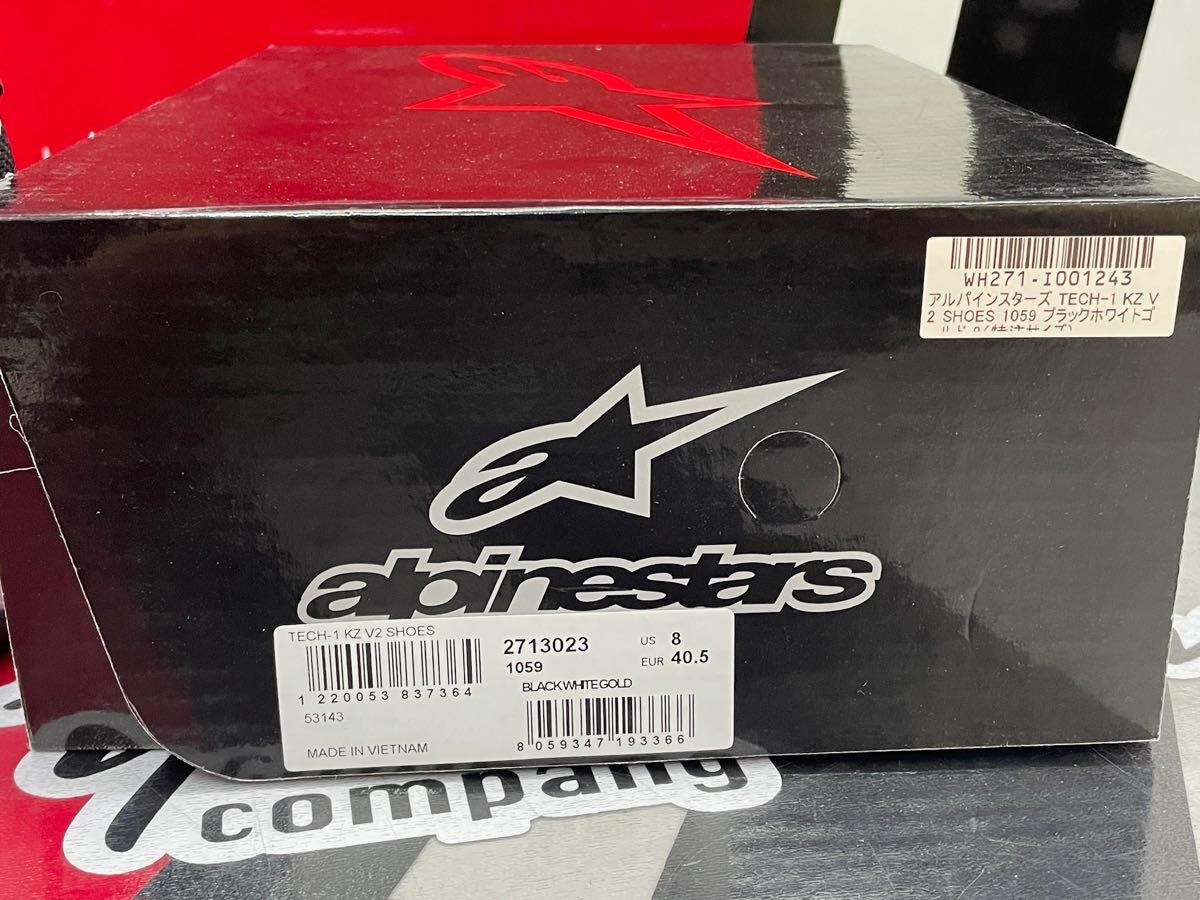 WH271-I001243
アルパインスターズ TECH-1 KZ V
2 SHOES 1059 ブラックホワイトゴ
alpinestars
TECH-1 KZ V2 SHOES
1 220053 837364
53143
MADE IN VIETNAM
2713023
1059
BLACK WHITE GOLD
US 8
EUR 40.5
8 059347 193366
company